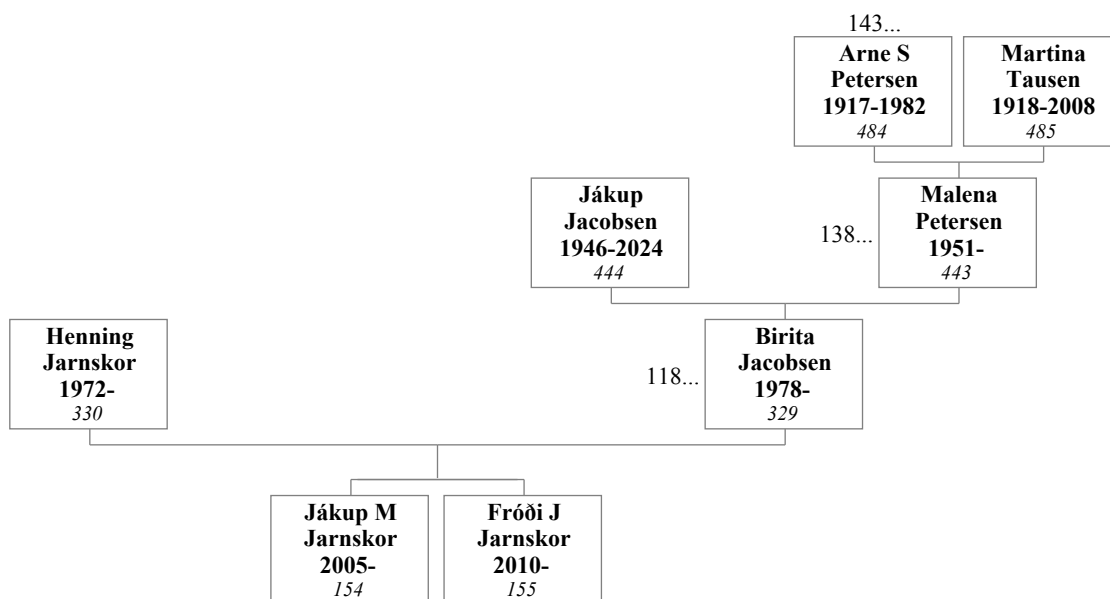 143...
Arne S
Petersen
1917-1982
484
Martina
Tausen
1918-2008
485
Jákup
Jacobsen
1946-2024
444
138...
Malena
Petersen
1951-
443
Henning
Jarnskor
1972-
330
118...
Birita
Jacobsen
1978-
329
Jákup M
Jarnskor
2005-
154
Fróði J
Jarnskor
2010-
155